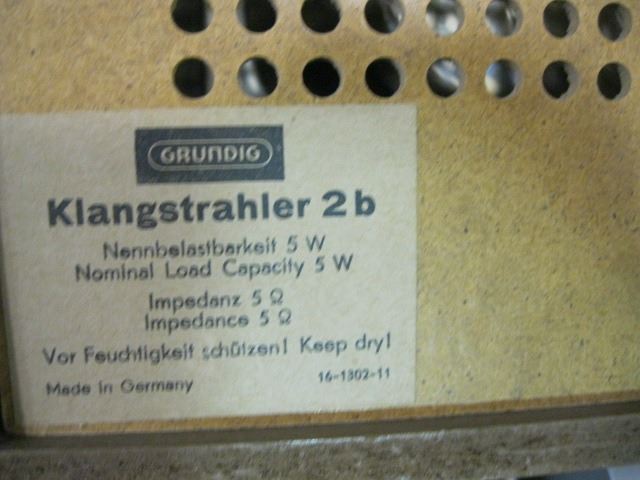 GRUNDIG
Klangstrahler 2 b
Nennbelastbarkeit 5 W
Nominal Load Capacity 5 W
Impedanz 5 Ω
Impedance 5 Ω
Vor Feuchtigkeit schützen! Keep dry!
Made in Germany 16-1302-11